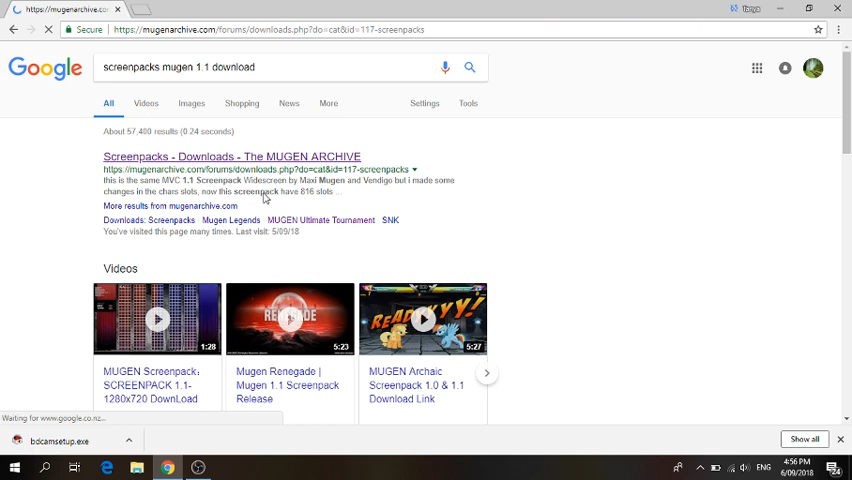 https://mugenarchive.com/fo
Tanya
Secure
https://mugenarchive.com/forums/downloads.php?do=cat&id=117-screenpacks
Google
screenpacks mugen 1.1 download
All Videos Images Shopping News More Settings Tools
About 57,400 results (0.24 seconds)
Screenpacks - Downloads - The MUGEN ARCHIVE
https://mugenarchive.com/forums/downloads.php?do=cat&id=117-screenpacks
this is the same MVC 1.1 Screenpack Widescreen by Maxi Mugen and Vendigo but i made some
changes in the chars slots, now this screenpack have 816 slots ...
More results from mugenarchive.com
Downloads: Screenpacks · Mugen Legends · MUGEN Ultimate Tournament · SNK
You've visited this page many times. Last visit: 5/09/18
Videos
1:28
RENEGADE
5:23
READYYY!
5:27
MUGEN Screenpack:
SCREENPACK 1.1-
1280x720 DownLoad
Mugen Renegade |
Mugen 1.1 Screenpack
Release
MUGEN Archaic
Screenpack 1.0 & 1.1
Download Link
Waiting for www.google.co.nz...
bdcamsetup.exe
Show all
ENG
4:56 PM
6/09/2018
24